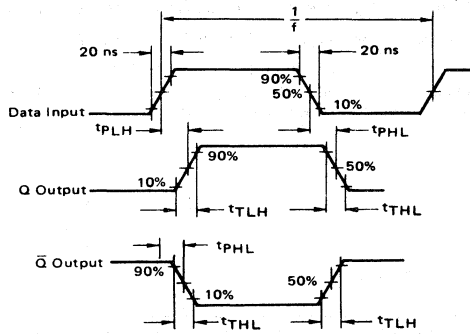 1/f
20 ns
20 ns
90%
50%
10%
Data Input
tPLH
tPHL
90%
50%
10%
Q Output
tTLH
tTHL
tPHL
Q̅ Output
90%
10%
50%
tTHL
tTLH